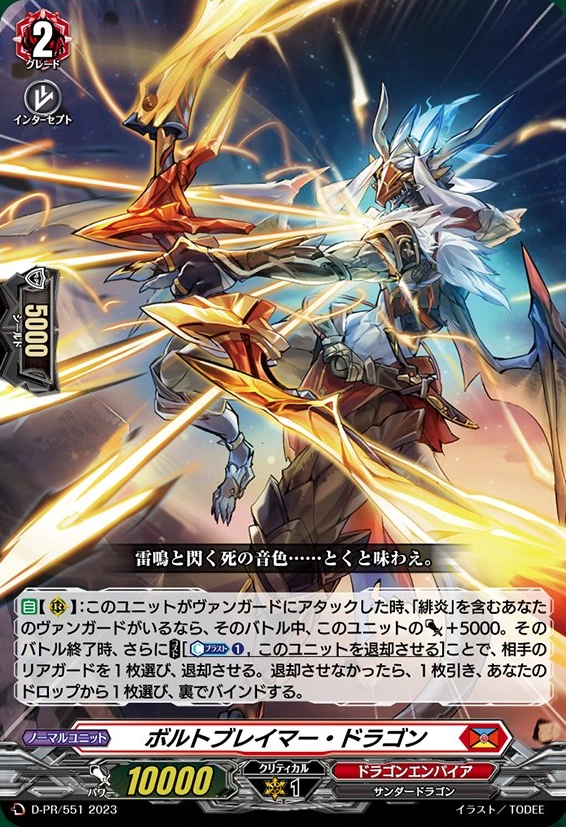 2
グレード
インターセプト
5000
シールド
雷鳴と閃く死の音色……とくと味わえ。
自【】:このユニットがヴァンガードにアタックした時、「緋炎」を含むあなた
のヴァンガードがいるなら、そのバトル中、このユニットの+5000。その
バトル終了時、さらにコスト[Cブラスト1, このユニットを退却させる]ことで、相手の
リアガードを1枚選び、退却させる。退却させなかったら、1枚引き、あなたの
ドロップから1枚選び、裏でバインドする。
ノーマルユニット
ボルトブレイマー・ドラゴン
パワー 10000
クリティカル
1
ドラゴンエンパイア
サンダードラゴン
D-PR/551 2023
イラスト/ TODEE